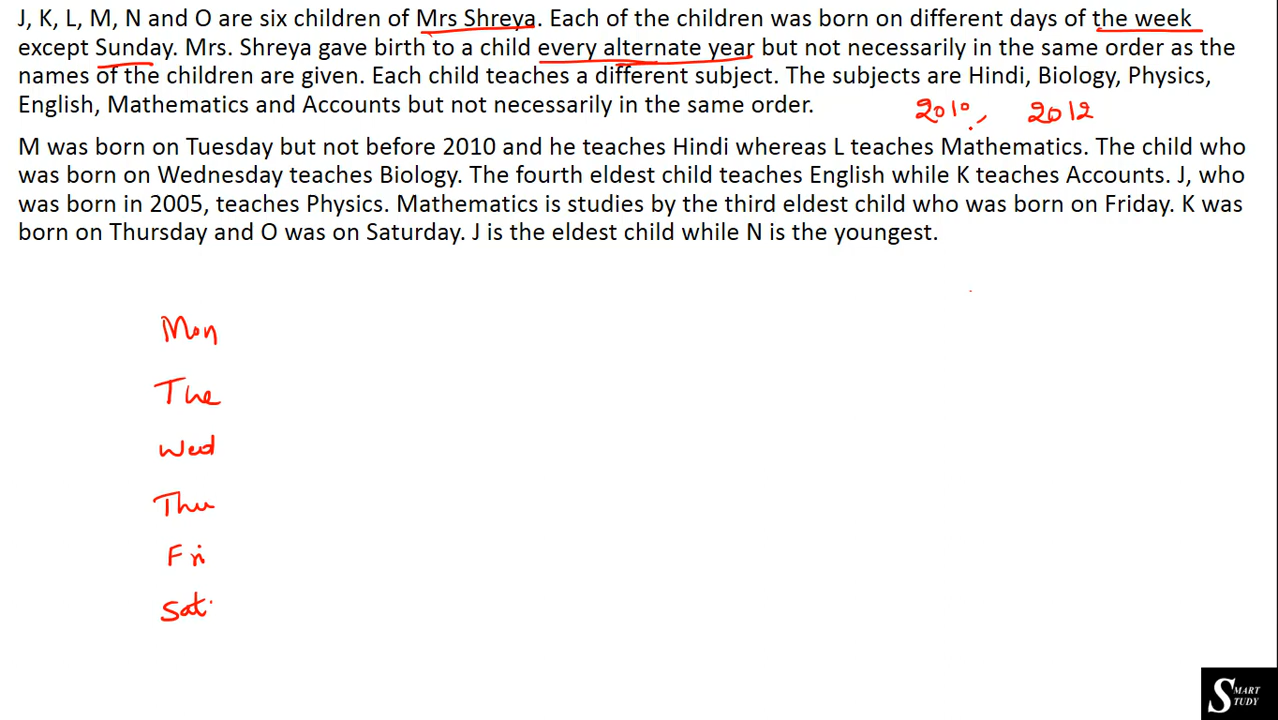 J, K, L, M, N and O are six children of Mrs Shreya. Each of the children was born on different days of the week
except Sunday. Mrs. Shreya gave birth to a child every alternate year but not necessarily in the same order as the
names of the children are given. Each child teaches a different subject. The subjects are Hindi, Biology, Physics,
English, Mathematics and Accounts but not necessarily in the same order.
2010, 2012
M was born on Tuesday but not before 2010 and he teaches Hindi whereas L teaches Mathematics. The child who
was born on Wednesday teaches Biology. The fourth eldest child teaches English while K teaches Accounts. J, who
was born in 2005, teaches Physics. Mathematics is studies by the third eldest child who was born on Friday. K was
born on Thursday and O was on Saturday. J is the eldest child while N is the youngest.
Mon
The
Wed
Thu
Fri
Sat
SMART
STUDY